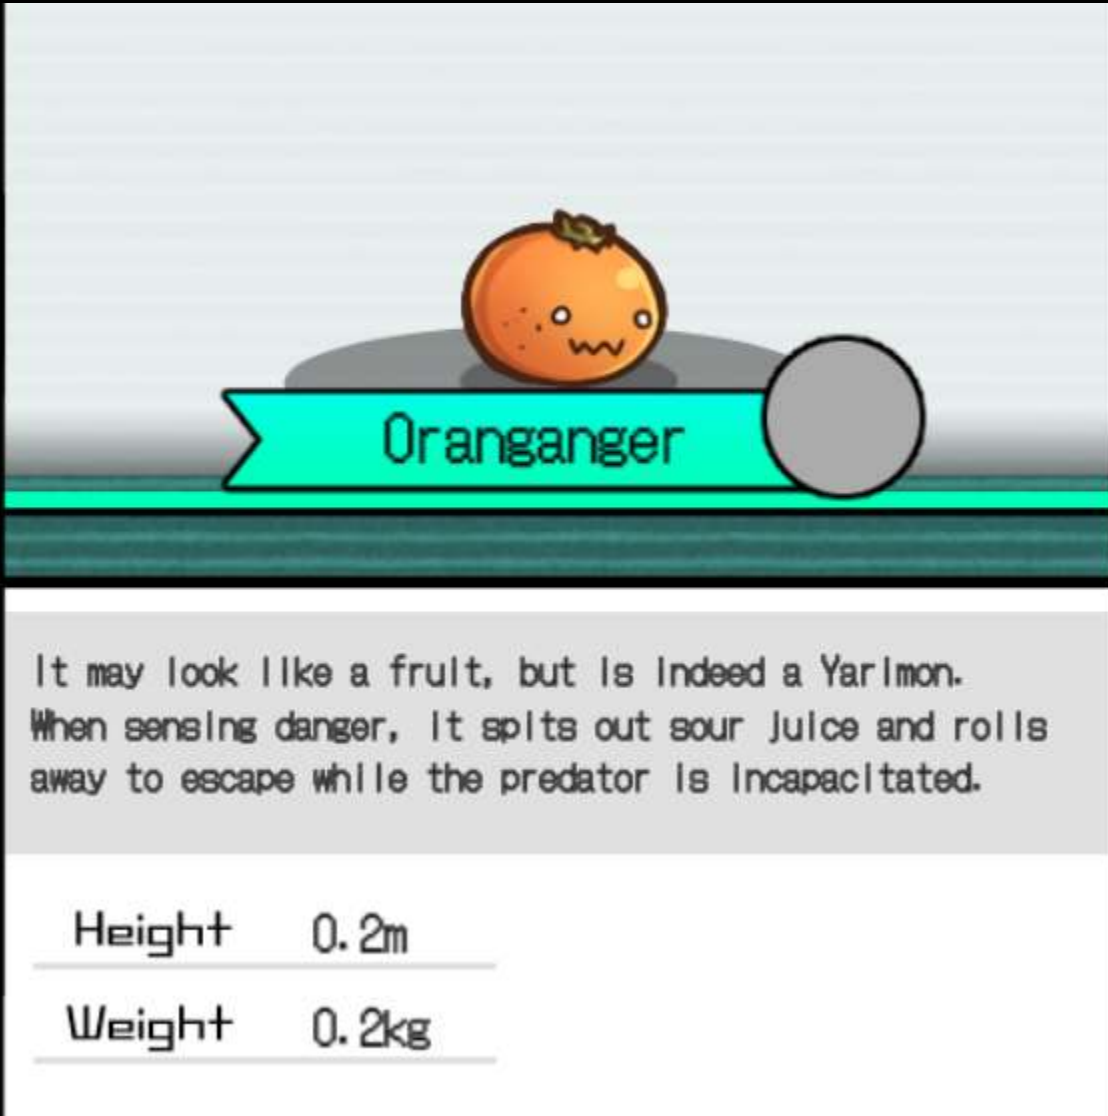 Oranganger
It may look like a fruit, but is indeed a Yarimon.
When sensing danger, it spits out sour juice and rolls
away to escape while the predator is incapacitated.
Height 0.2m
Weight 0.2kg